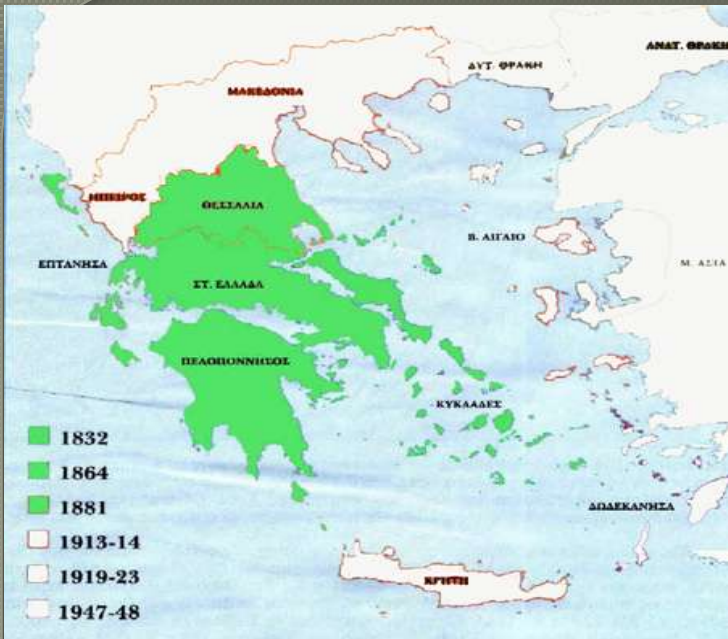 ΑΝΑΤ. ΘΡΑΚΗ
ΔΥΤ. ΘΡΑΚΗ
ΜΑΚΕΔΟΝΙΑ
ΗΠΕΙΡΟΣ
ΘΕΣΣΑΛΙΑ
Β. ΑΙΓΑΙΟ
ΕΠΤΑΝΗΣΑ
Μ. ΑΣΙΑ
ΣΤ. ΕΛΛΑΔΑ
ΠΕΛΟΠΟΝΝΗΣΟΣ
ΚΥΚΛΑΔΕΣ
ΔΩΔΕΚΑΝΗΣΑ
ΚΡΗΤΗ
1832
1864
1881
1913-14
1919-23
1947-48